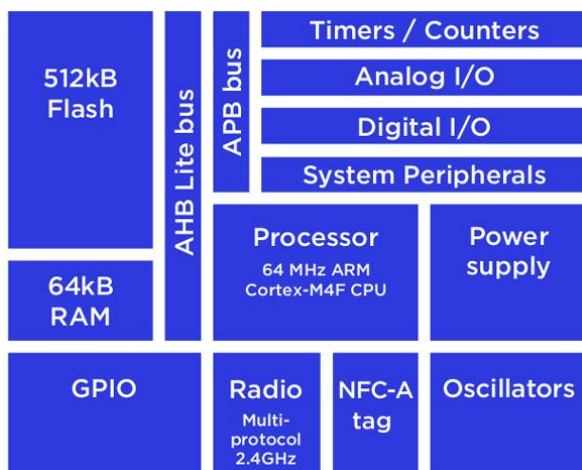 512kB
Flash
AHB Lite bus
APB bus
Timers / Counters
Analog I/O
Digital I/O
System Peripherals
64kB
RAM
Processor
64 MHz ARM
Cortex-M4F CPU
Power
supply
GPIO
Radio
Multi-
protocol
2.4GHz
NFC-A
tag
Oscillators